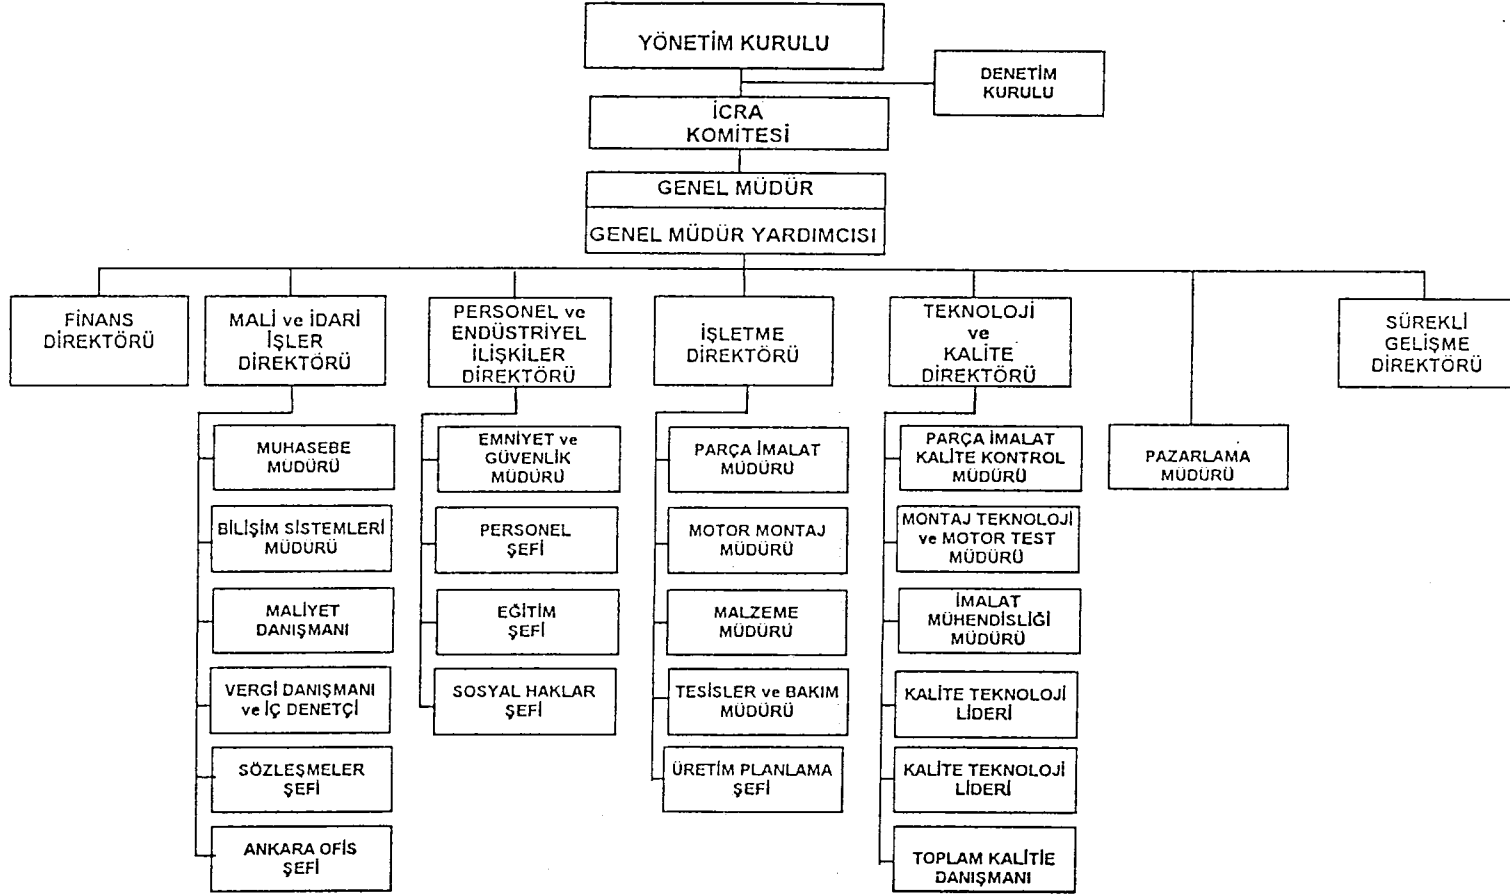 YÖNETİM KURULU
DENETİM
KURULU
İCRA
KOMİTESİ
GENEL MÜDÜR
GENEL MÜDÜR YARDIMCISI
FİNANS
DİREKTÖRÜ
MALİ ve İDARİ
İŞLER
DİREKTÖRÜ
PERSONEL ve
ENDÜSTRİYEL
İLİŞKİLER
DİREKTÖRÜ
İŞLETME
DİREKTÖRÜ
TEKNOLOJİ
ve
KALİTE
DİREKTÖRÜ
SÜREKLİ
GELİŞME
DİREKTÖRÜ
MUHASEBE
MÜDÜRÜ
BİLİŞİM SİSTEMLERİ
MÜDÜRÜ
MALİYET
DANIŞMANI
VERGİ DANIŞMANI
ve İÇ DENETÇİ
SÖZLEŞMELER
ŞEFİ
ANKARA OFİS
ŞEFİ
EMNİYET ve
GÜVENLİK
MÜDÜRÜ
PERSONEL
ŞEFİ
EĞİTİM
ŞEFİ
SOSYAL HAKLAR
ŞEFİ
PARÇA İMALAT
MÜDÜRÜ
MOTOR MONTAJ
MÜDÜRÜ
MALZEME
MÜDÜRÜ
TESİSLER ve BAKIM
MÜDÜRÜ
ÜRETİM PLANLAMA
ŞEFİ
PARÇA İMALAT
KALİTE KONTROL
MÜDÜRÜ
MONTAJ TEKNOLOJİ
ve MOTOR TEST
MÜDÜRÜ
İMALAT
MÜHENDİSLİĞİ
MÜDÜRÜ
KALİTE TEKNOLOJİ
LİDERİ
KALİTE TEKNOLOJİ
LİDERİ
TOPLAM KALİTİE
DANIŞMANI
PAZARLAMA
MÜDÜRÜ